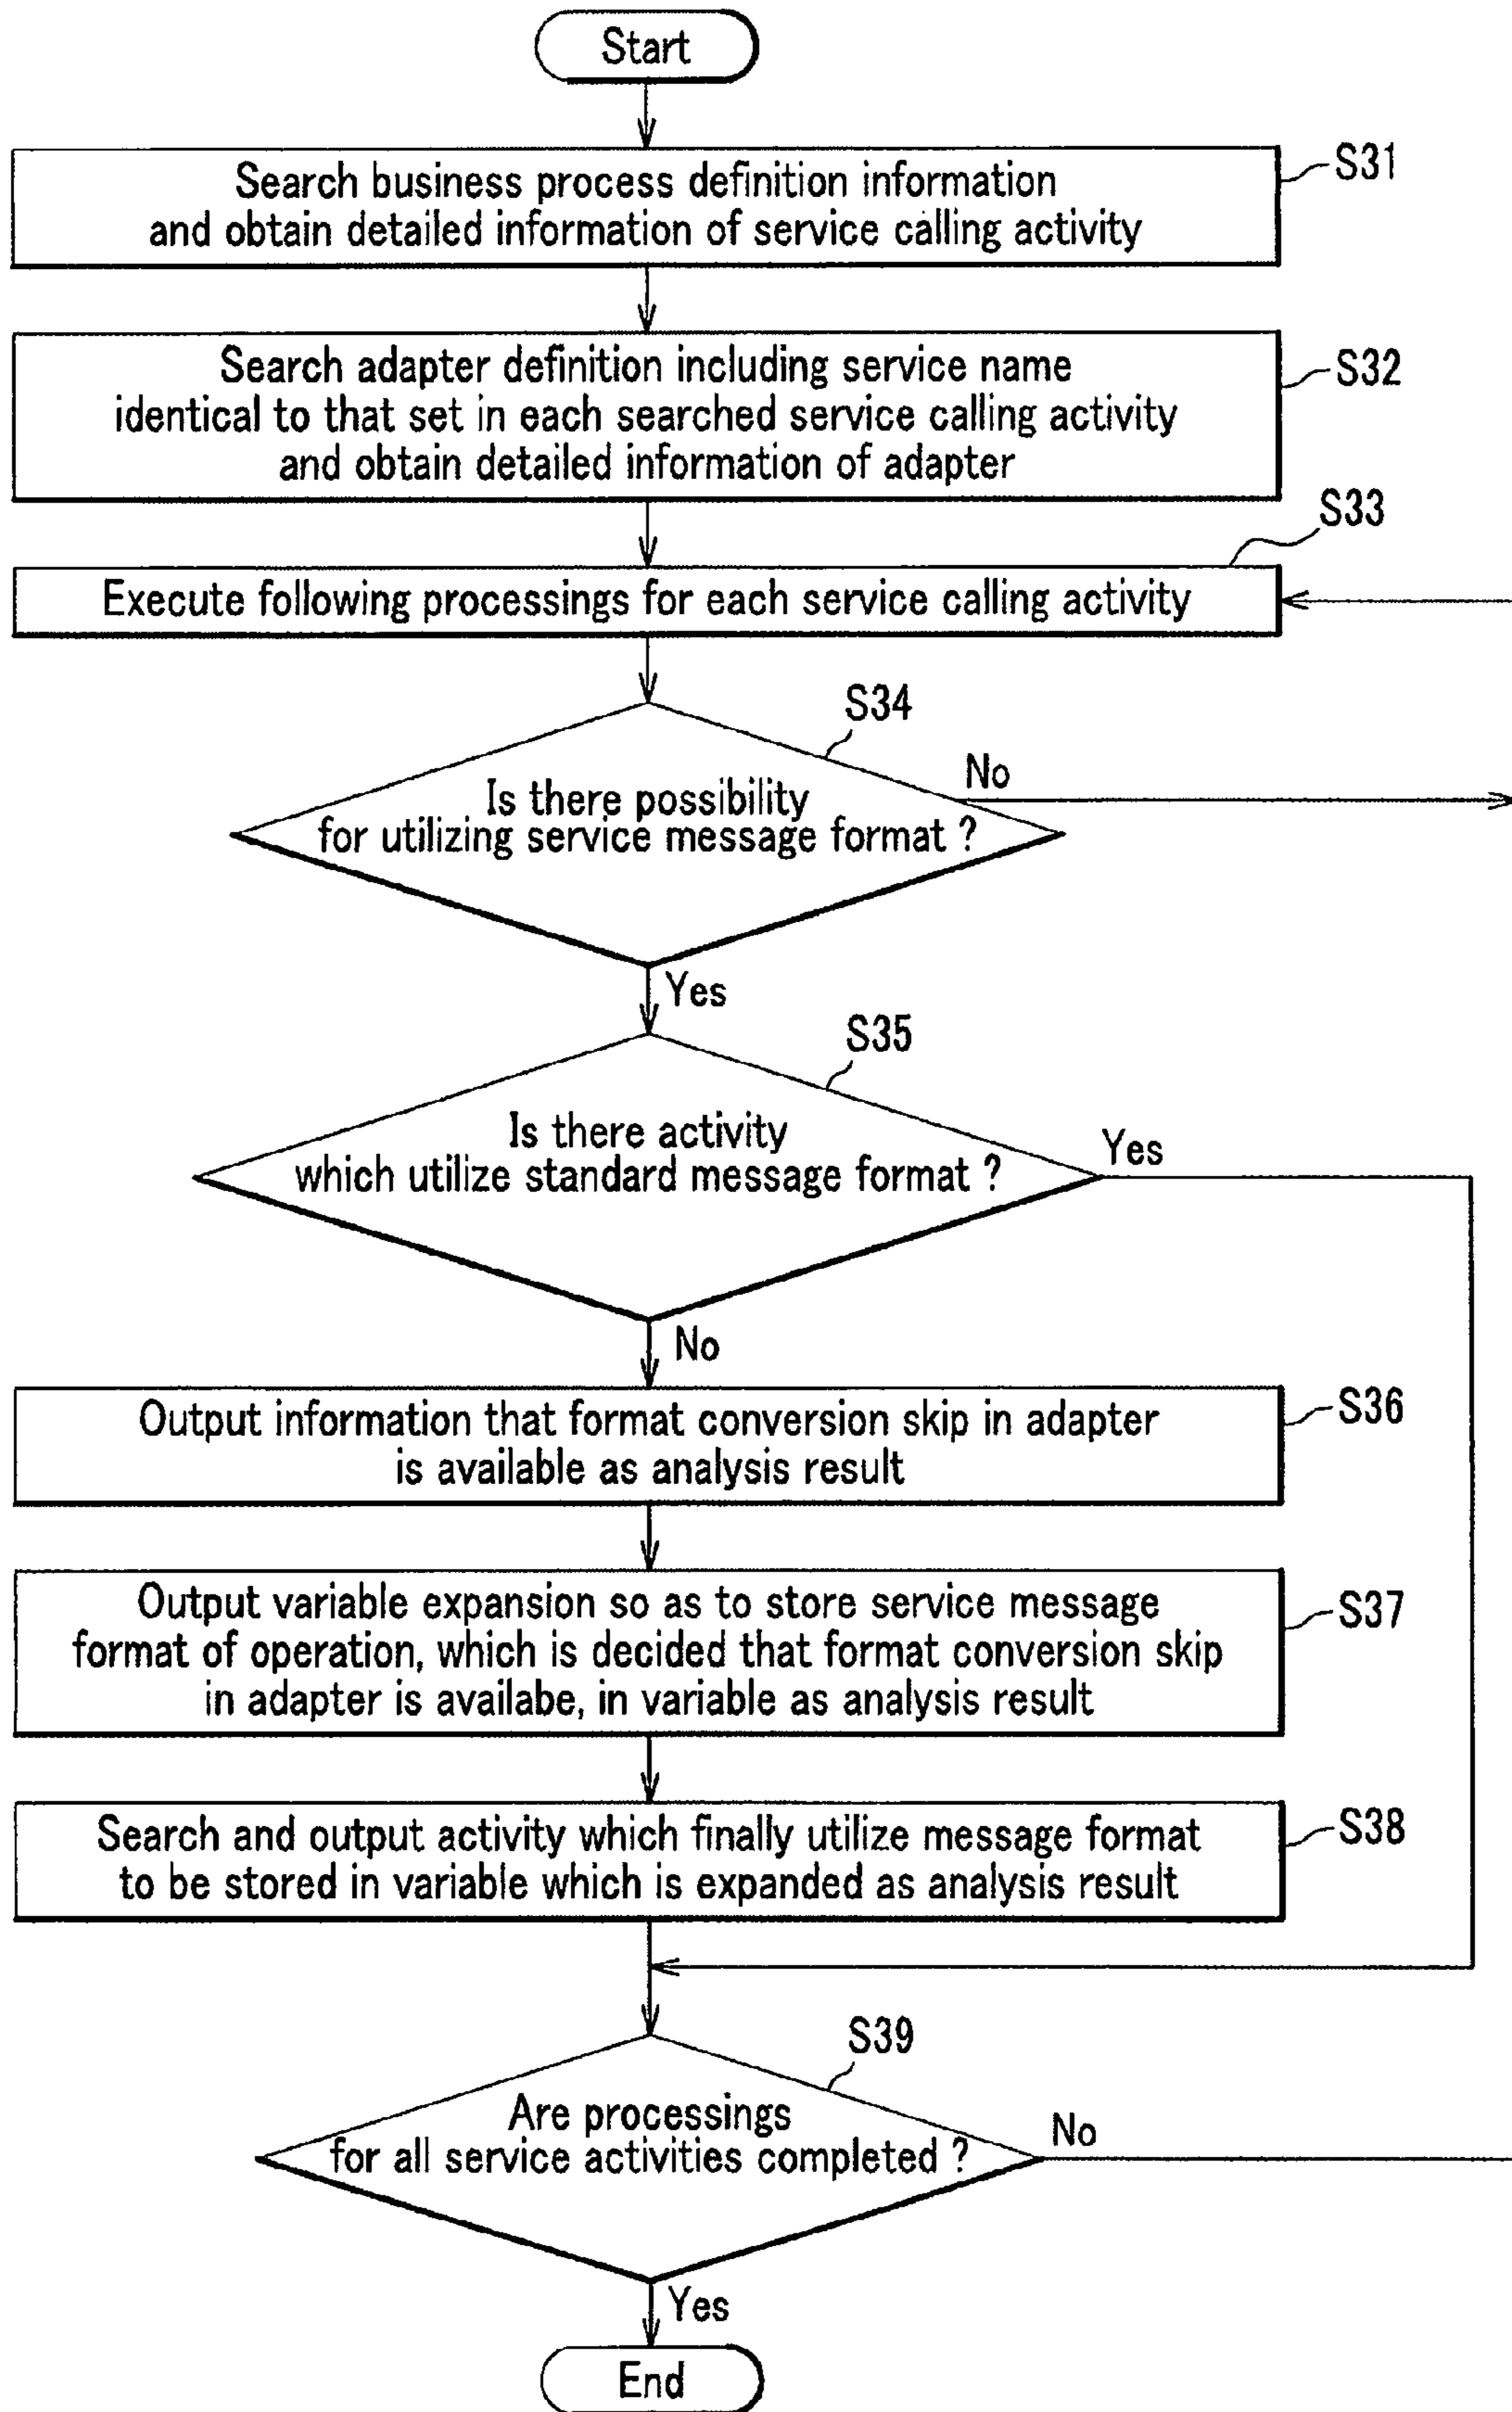 Start
Search business process definition information
and obtain detailed information of service calling activity
S31
Search adapter definition including service name
identical to that set in each searched service calling activity
and obtain detailed information of adapter
S32
S33
Execute following processings for each service calling activity
S34
No
Is there possibility
for utilizing service message format ?
Yes
S35
Is there activity
which utilize standard message format ?
Yes
No
Output information that format conversion skip in adapter
is available as analysis result
S36
Output variable expansion so as to store service message
format of operation, which is decided that format conversion skip
in adapter is availabe, in variable as analysis result
S37
Search and output activity which finally utilize message format
to be stored in variable which is expanded as analysis result
S38
S39
Are processings
for all service activities completed ?
No
Yes
End